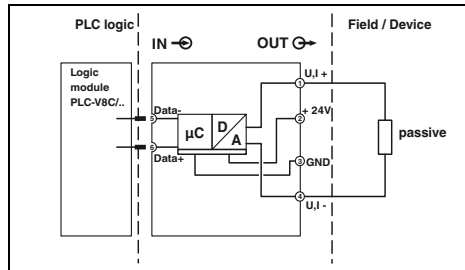 PLC logic
IN
OUT
Field / Device
Logic
module
PLC-V8C/..
5
Data-
6
Data+
µC
D
A
1
U,I +
2
+ 24V
3
GND
4
U,I -
passive